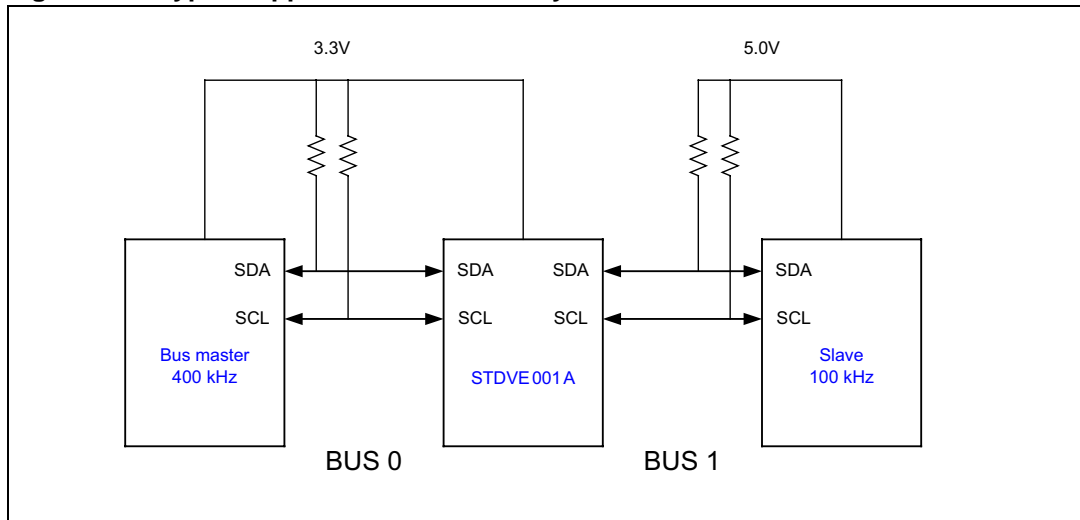 3.3V
5.0V
SDA
SCL
Bus master
400 kHz
SDA
SCL
SDA
SCL
STDVE001A
SDA
SCL
Slave
100 kHz
BUS 0
BUS 1